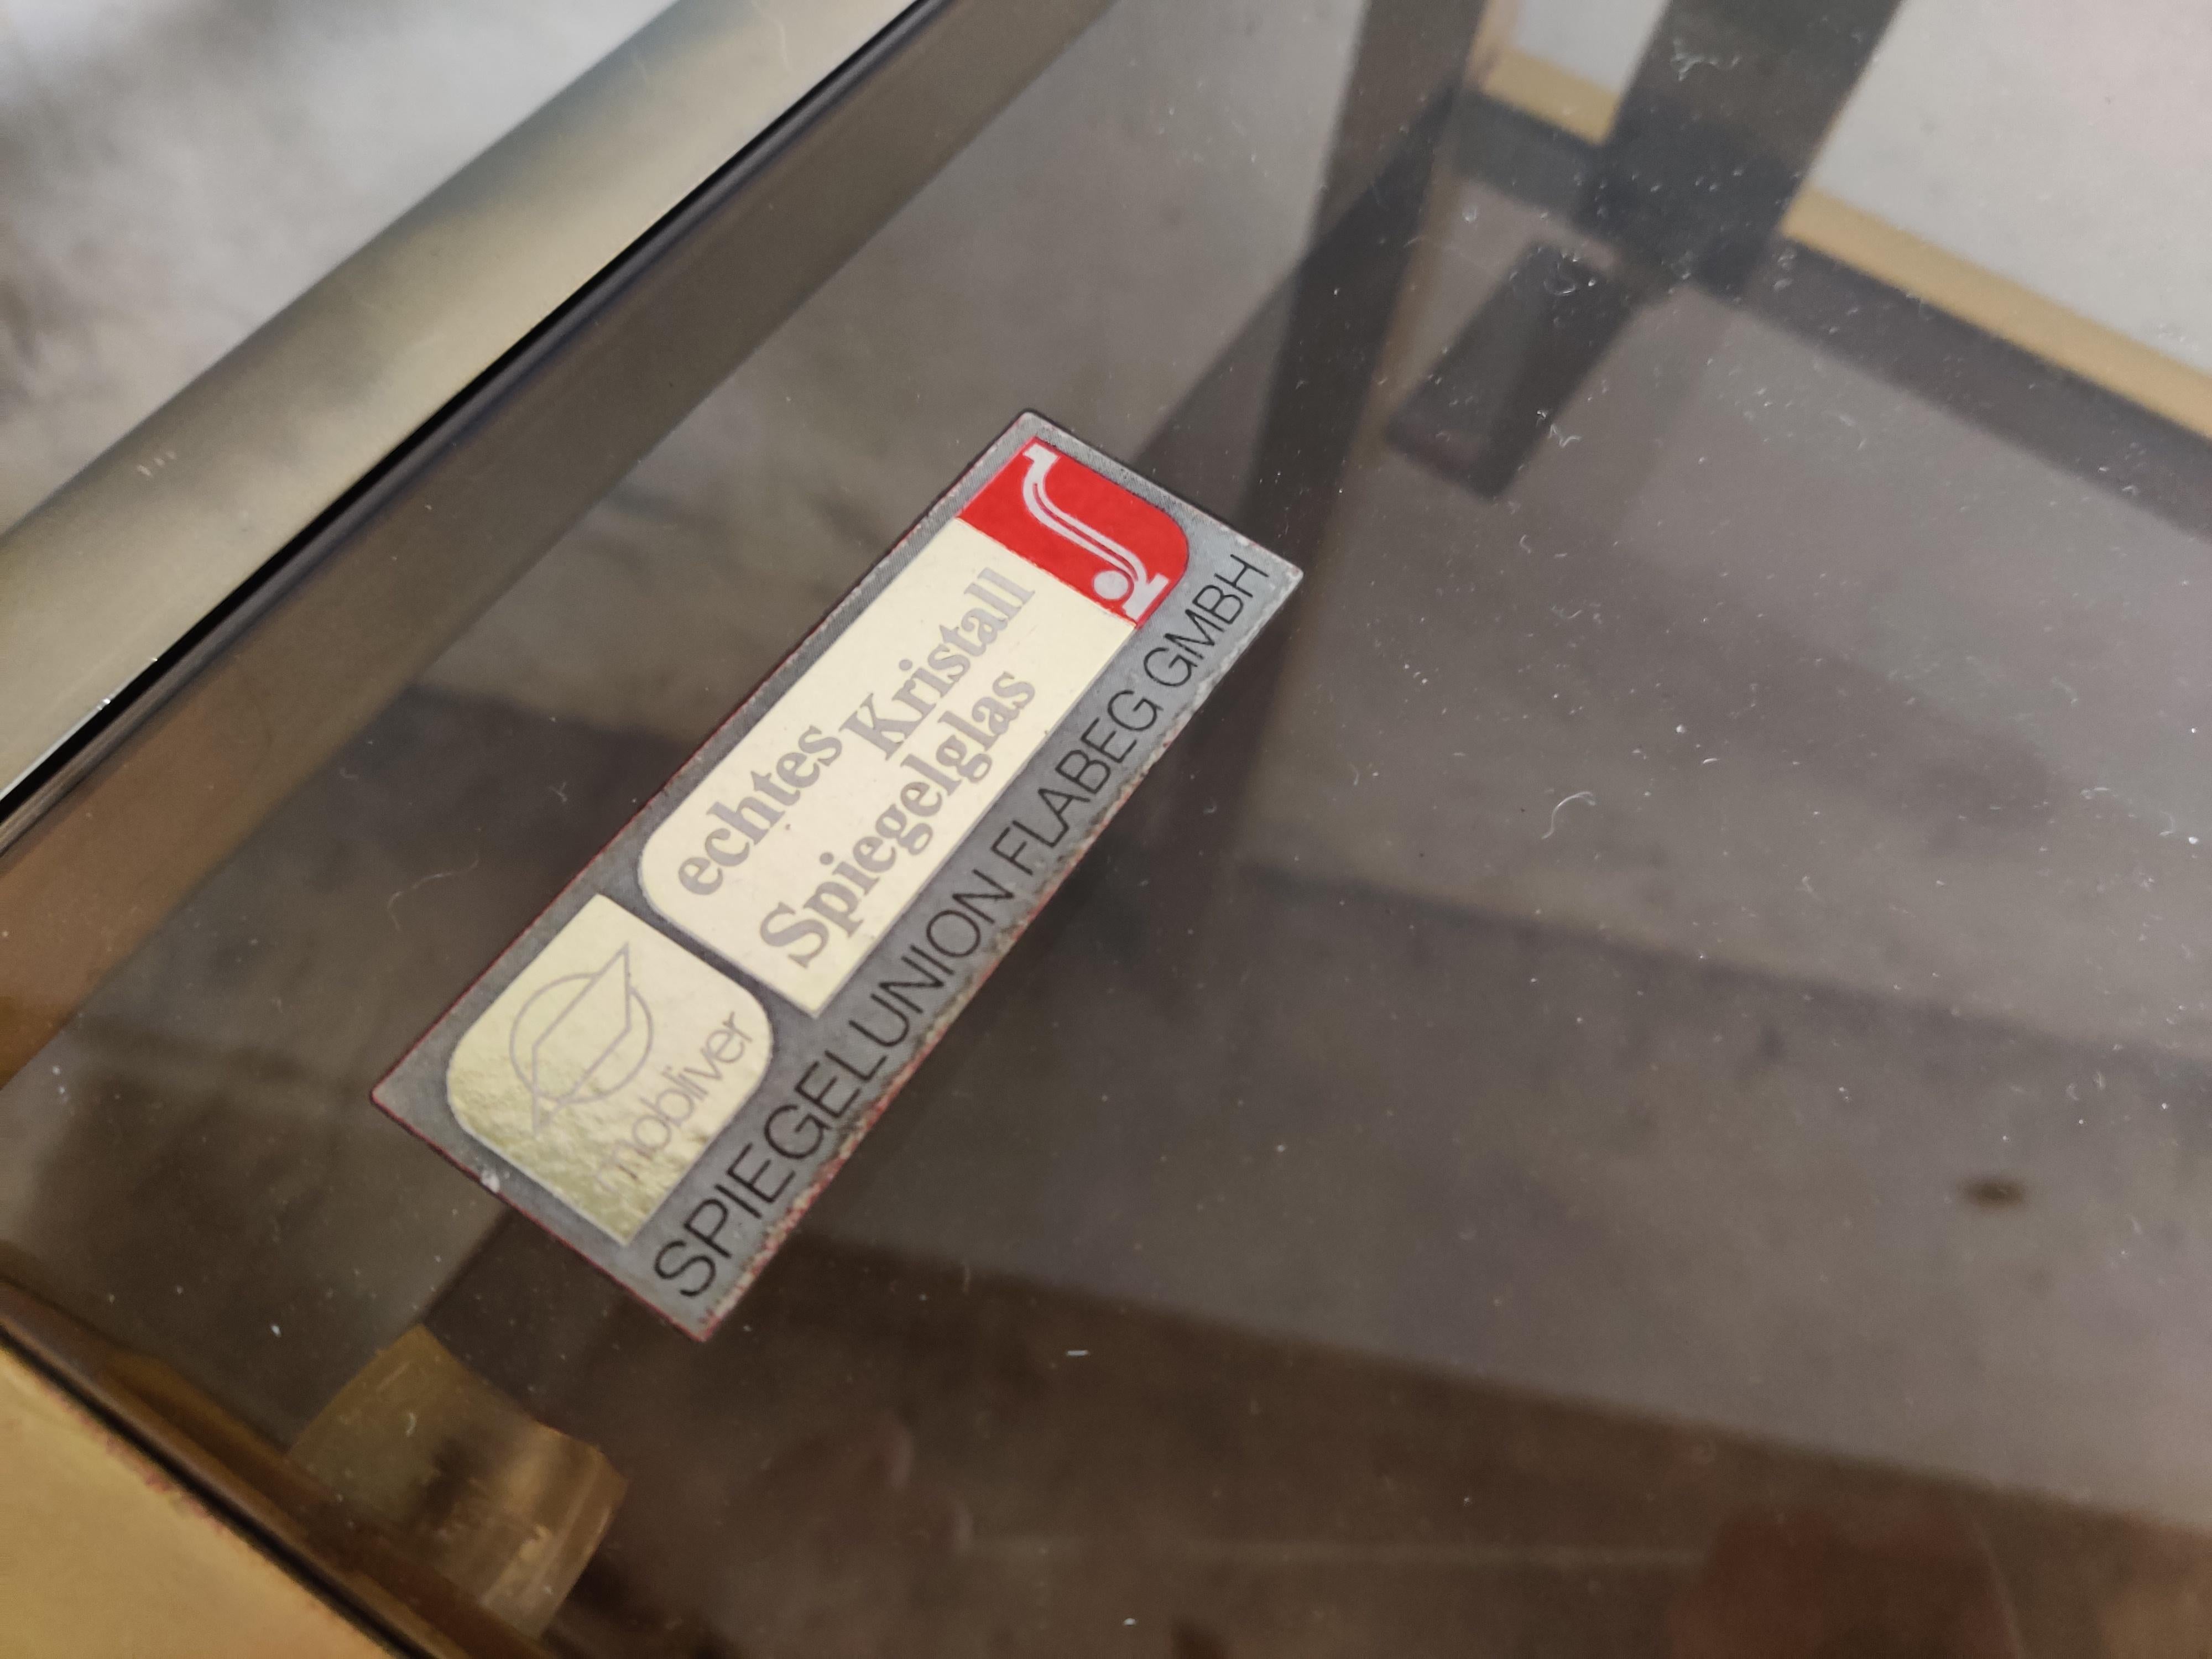 echtes Kristall
Spiegelglas
mobliver
SPIEGELUNION FLABEG GMBH